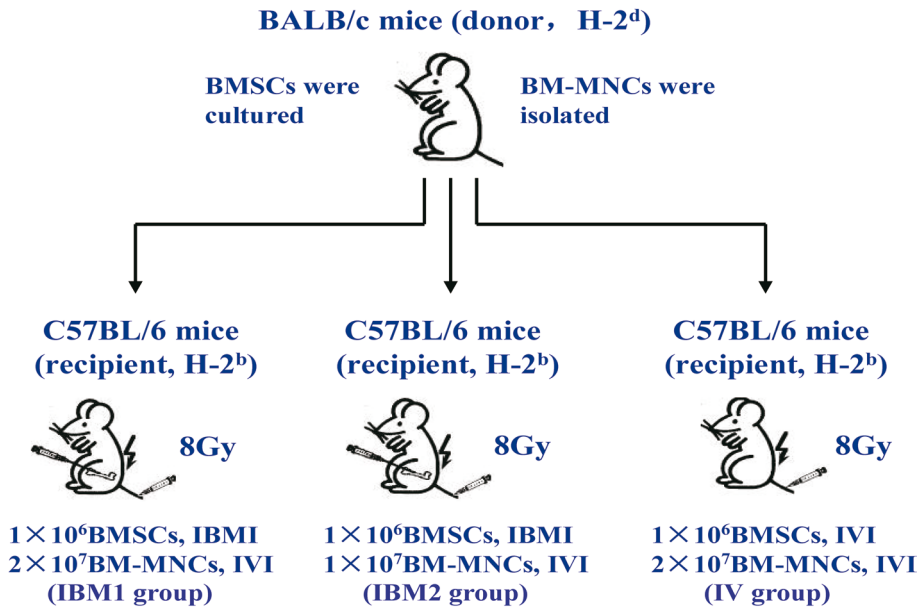 BALB/c mice (donor, H-2ᵈ)
BMSCs were
cultured
BM-MNCs were
isolated
C57BL/6 mice
(recipient, H-2ᵇ)
C57BL/6 mice
(recipient, H-2ᵇ)
C57BL/6 mice
(recipient, H-2ᵇ)
8Gy
8Gy
8Gy
1×10⁶BMSCs, IBMI
2×10⁷BM-MNCs, IVI
(IBM1 group)
1×10⁶BMSCs, IBMI
1×10⁷BM-MNCs, IVI
(IBM2 group)
1×10⁶BMSCs, IVI
2×10⁷BM-MNCs, IVI
(IV group)